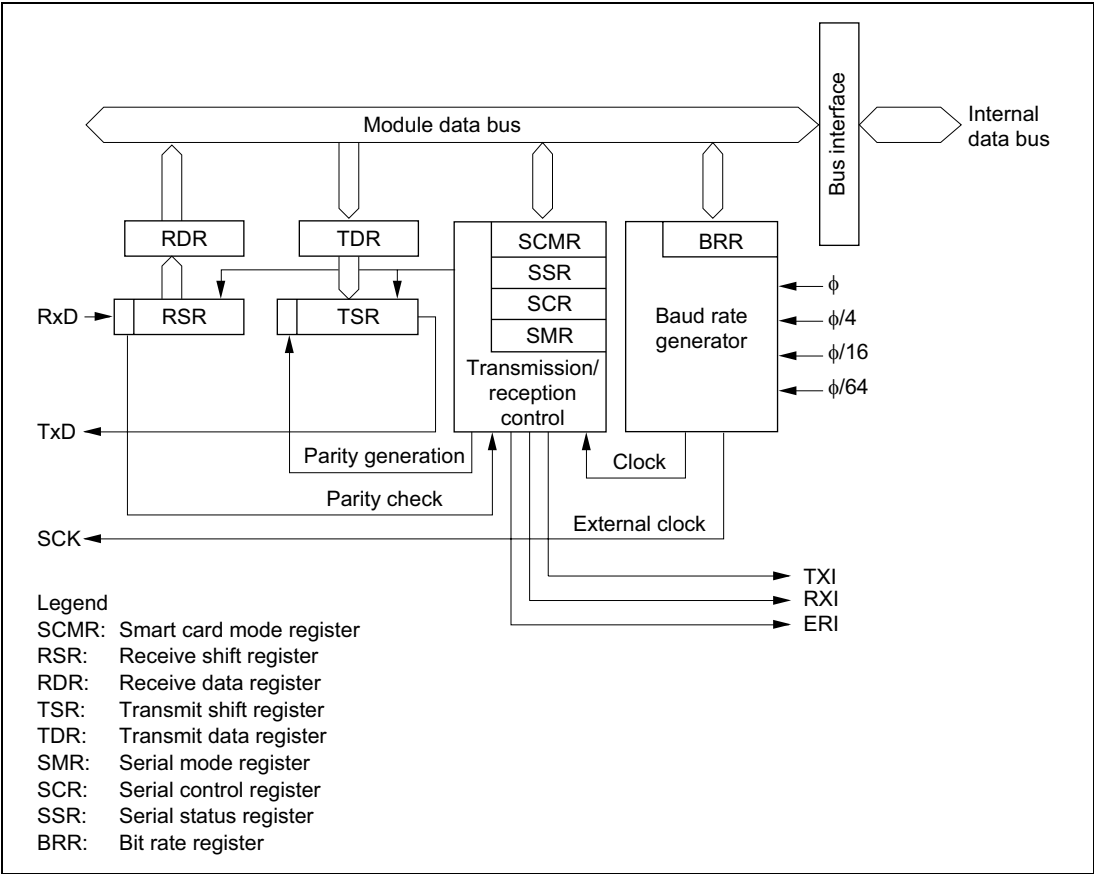 Module data bus
Bus interface
Internal
data bus
RDR
TDR
SCMR
SSR
SCR
SMR
Transmission/
reception
control
BRR
Baud rate
generator
ϕ
ϕ/4
ϕ/16
ϕ/64
RxD
RSR
TSR
TxD
Parity generation
Parity check
Clock
External clock
SCK
TXI
RXI
ERI
Legend
SCMR: Smart card mode register
RSR: Receive shift register
RDR: Receive data register
TSR: Transmit shift register
TDR: Transmit data register
SMR: Serial mode register
SCR: Serial control register
SSR: Serial status register
BRR: Bit rate register